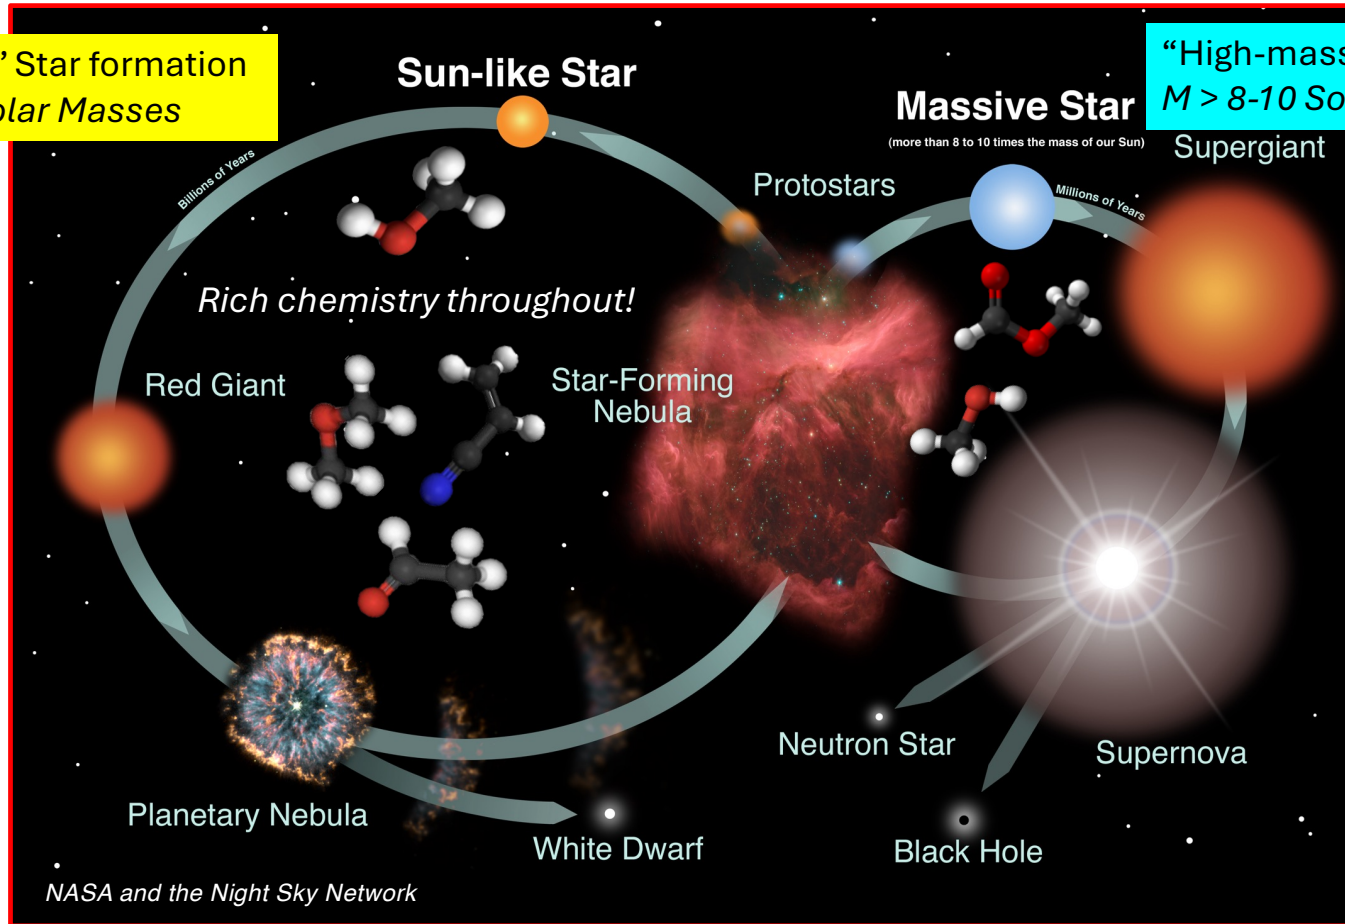 ” Star formation
olar Masses
“High-mass
M > 8-10 So
Sun-like Star
Massive Star
(more than 8 to 10 times the mass of our Sun)
Supergiant
Protostars
Billions of Years
Millions of Years
Rich chemistry throughout!
Red Giant
Star-Forming
Nebula
Neutron Star
Supernova
Planetary Nebula
White Dwarf
Black Hole
NASA and the Night Sky Network